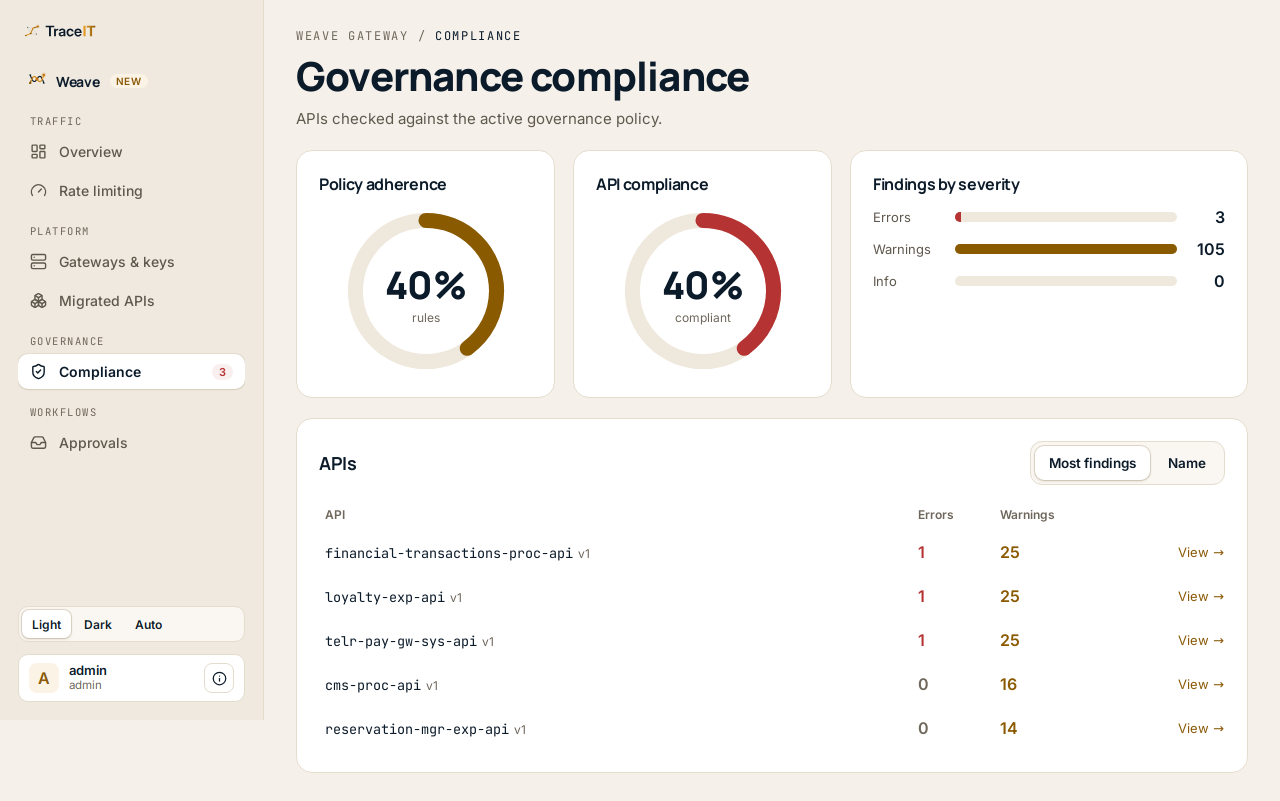 TraceIT
Weave NEW
TRAFFIC
Overview
Rate limiting
PLATFORM
Gateways & keys
Migrated APIs
GOVERNANCE
Compliance 3
WORKFLOWS
Approvals
Light Dark Auto
A
admin
admin
WEAVE GATEWAY / COMPLIANCE
Governance compliance
APIs checked against the active governance policy.
Policy adherence
40%
rules
API compliance
40%
compliant
Findings by severity
Errors 3
Warnings 105
Info 0
APIs
Most findings Name
API Errors Warnings
financial-transactions-proc-api v1 1 25 View →
loyalty-exp-api v1 1 25 View →
telr-pay-gw-sys-api v1 1 25 View →
cms-proc-api v1 0 16 View →
reservation-mgr-exp-api v1 0 14 View →